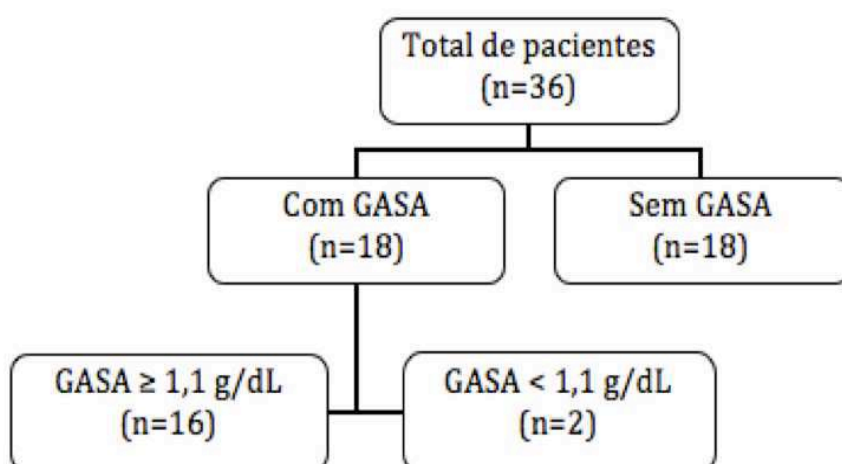 Total de pacientes
(n=36)
Com GASA
(n=18)
Sem GASA
(n=18)
GASA ≥ 1,1 g/dL
(n=16)
GASA < 1,1 g/dL
(n=2)